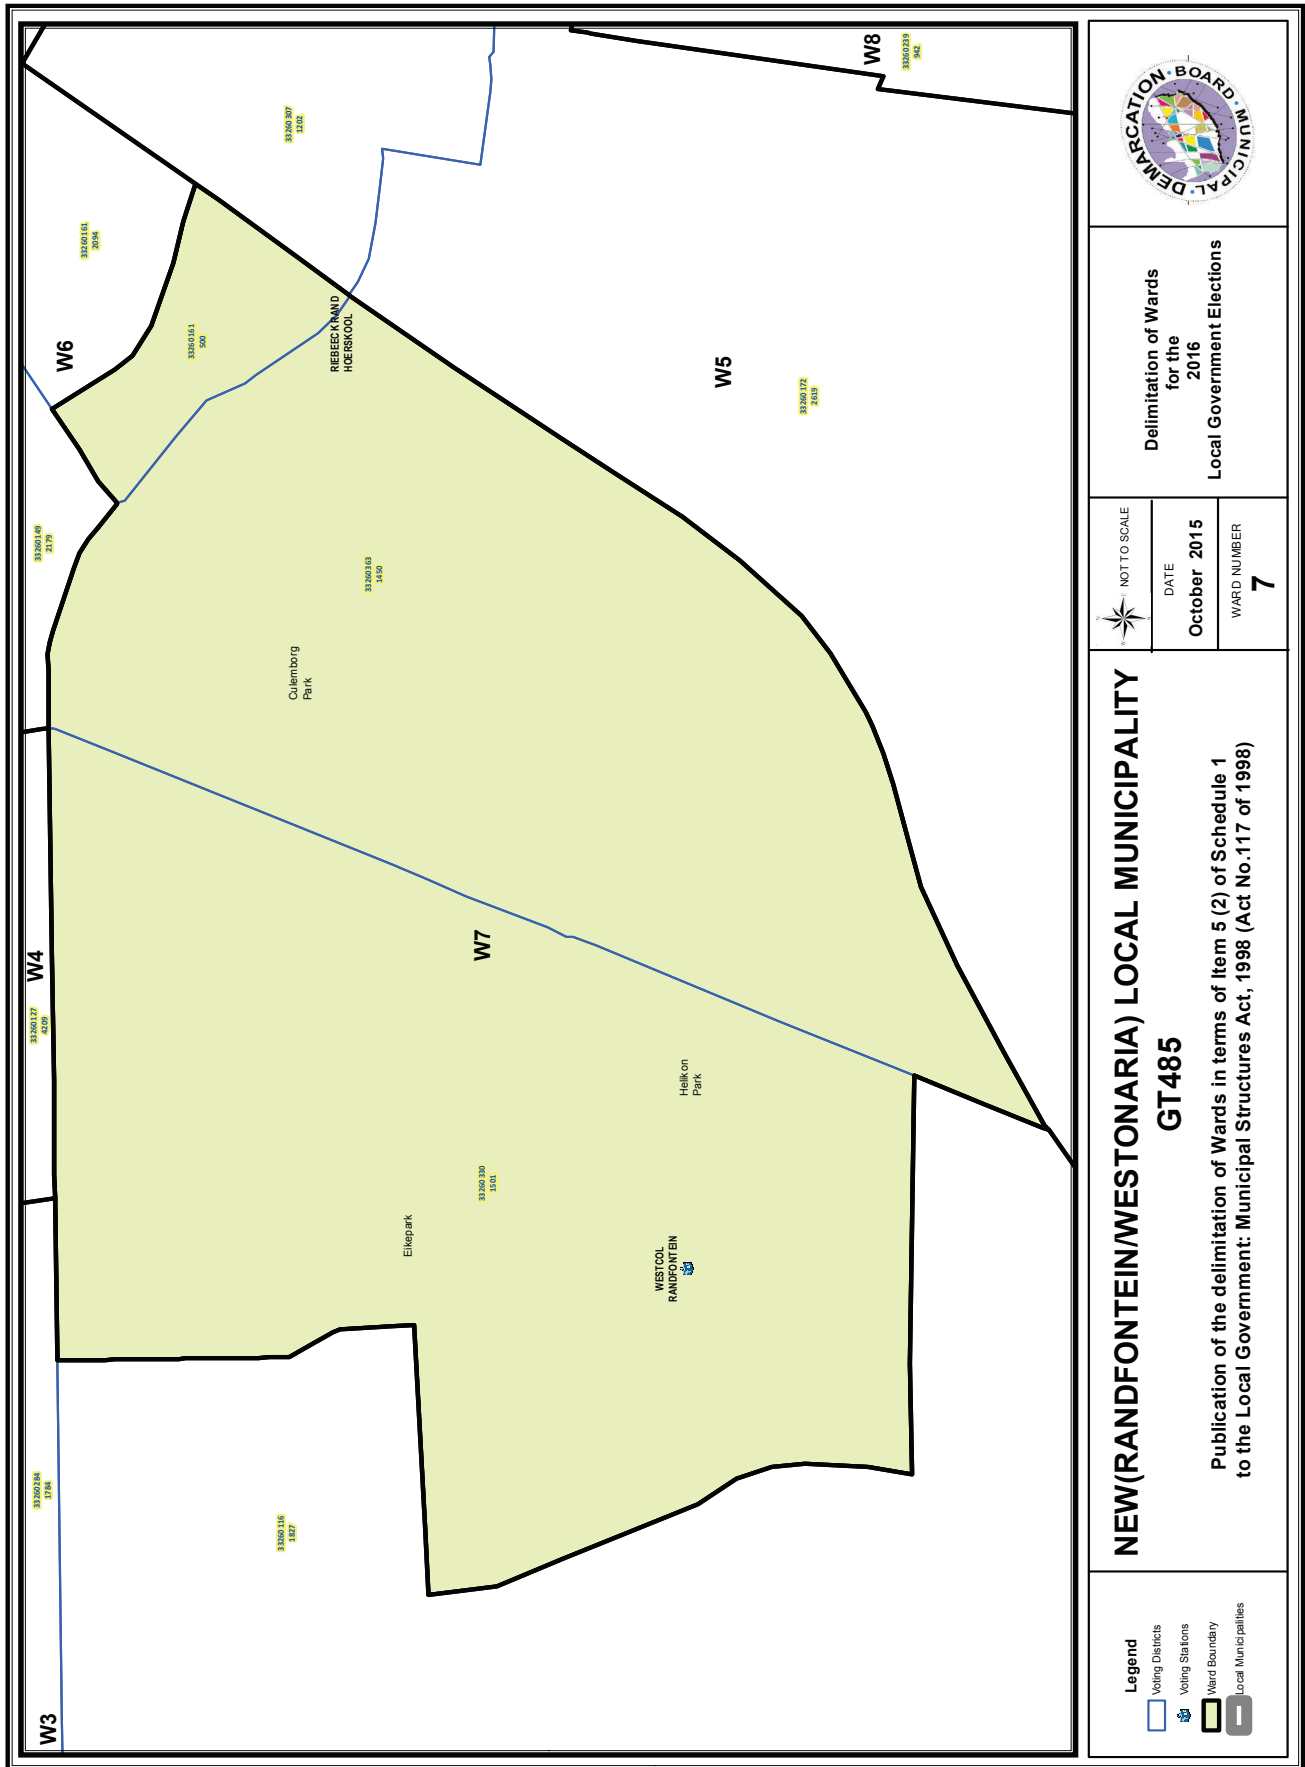 W3
33260284
1784
33260116
1827
W4
33260127
4209
33260149
2179
W6
33260161
2094
33260161
500
33260307
1202
RIEBEECKRAND
HOERSKOOL
33260363
1450
Culemborg
Park
W7
W5
33260172
2619
W8
33260239
942
Helikon
Park
33260330
1501
Eikepark
WESTCOL
RANDFONTEIN
Legend
Voting Districts
Voting Stations
Ward Boundary
Local Municipalities
NEW(RANDFONTEIN/WESTONARIA) LOCAL MUNICIPALITY
GT485
Publication of the delimitation of Wards in terms of Item 5 (2) of Schedule 1
to the Local Government: Municipal Structures Act, 1998 (Act No.117 of 1998)
N
W
E
S
NOT TO SCALE
DATE
October 2015
WARD NUMBER
7
Delimitation of Wards
for the
2016
Local Government Elections
MUNICIPAL • DEMARCATION • BOARD •